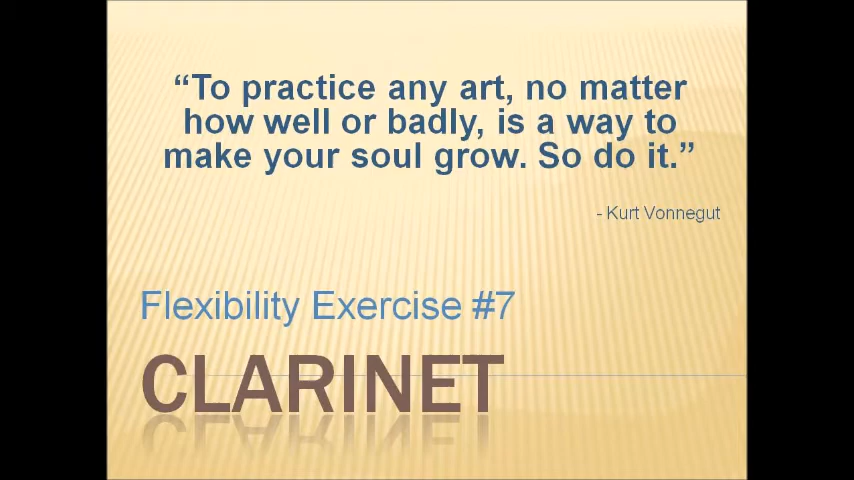 “To practice any art, no matter
how well or badly, is a way to
make your soul grow. So do it.”
- Kurt Vonnegut
Flexibility Exercise #7
CLARINET